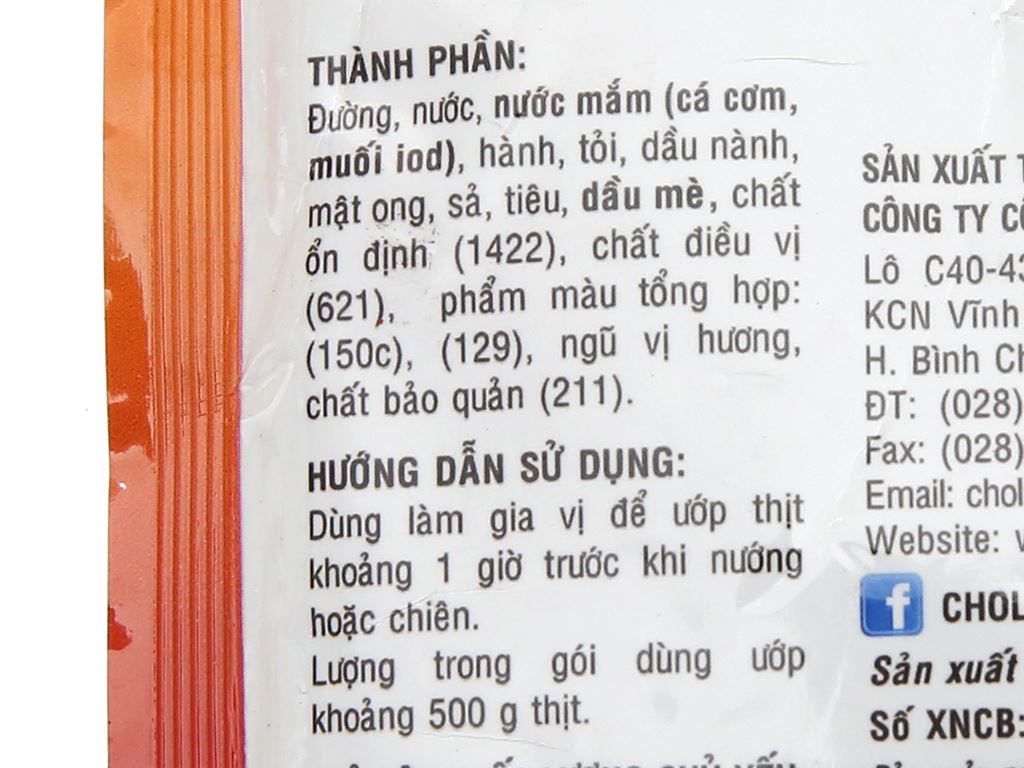 THÀNH PHẦN:
Đường, nước, nước mắm (cá cơm,
muối iod), hành, tỏi, dầu nành,
mật ong, sả, tiêu, dầu mè, chất
ổn định (1422), chất điều vị
(621), phẩm màu tổng hợp:
(150c), (129), ngũ vị hương,
chất bảo quản (211).
HƯỚNG DẪN SỬ DỤNG:
Dùng làm gia vị để ướp thịt
khoảng 1 giờ trước khi nướng
hoặc chiên.
Lượng trong gói dùng ướp
khoảng 500 g thịt.
SẢN XUẤT
CÔNG TY
Lô C40-43
KCN Vĩnh
H. Bình
ĐT: (028)
Fax: (028)
Email:
Website:
f
Sản xuất
Số XNCB: